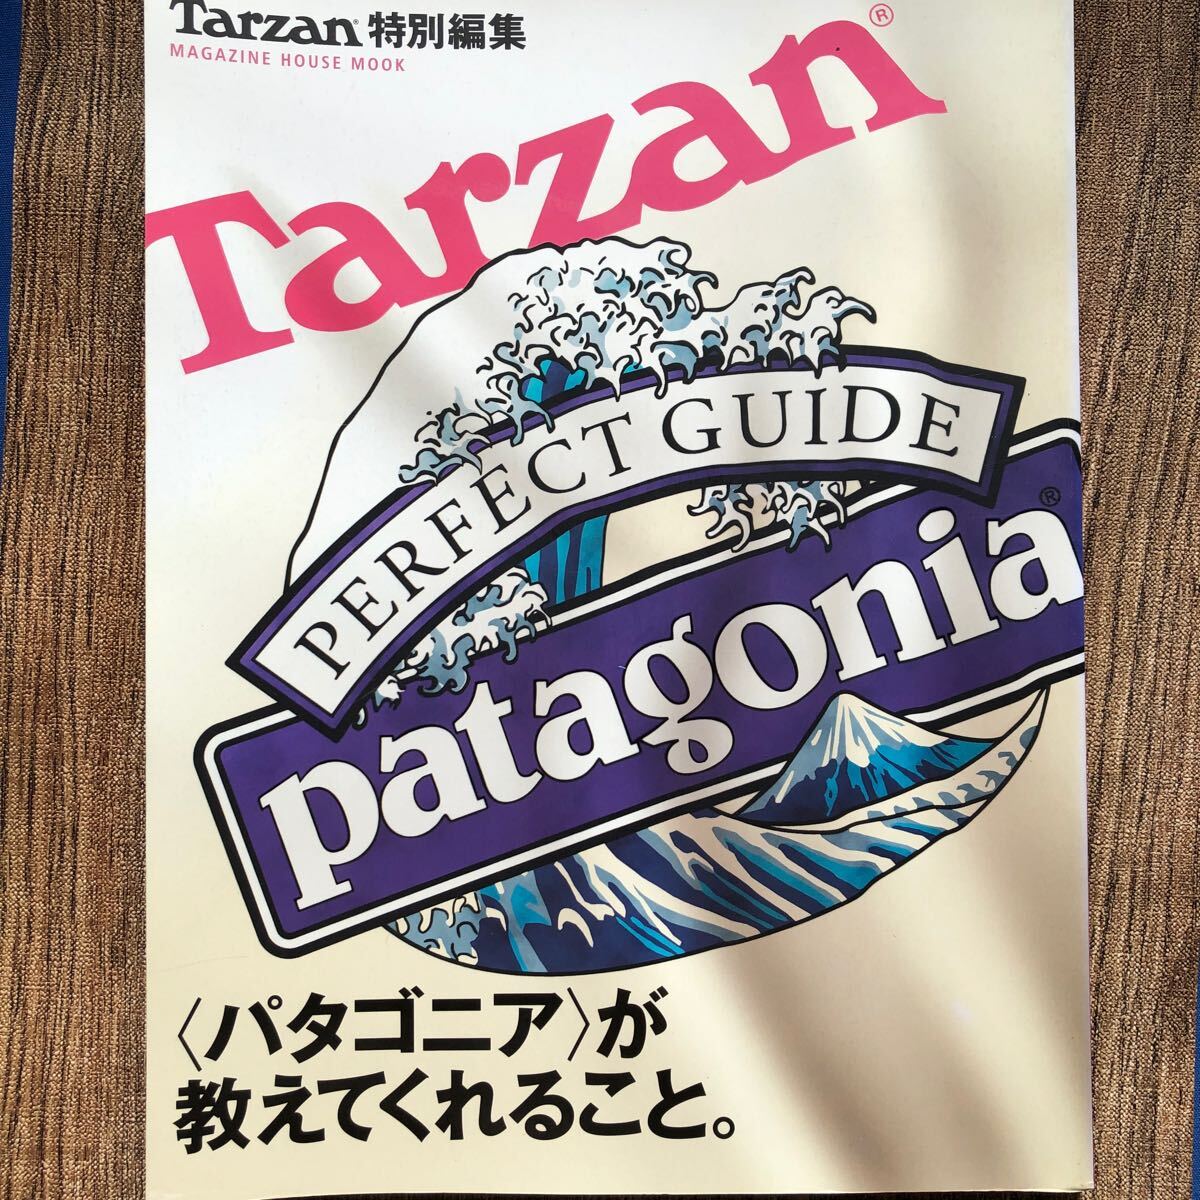 Tarzan® 特別編集
MAGAZINE HOUSE MOOK
Tarzan®
PERFECT GUIDE
patagonia®
〈パタゴニア〉が
教えてくれること。